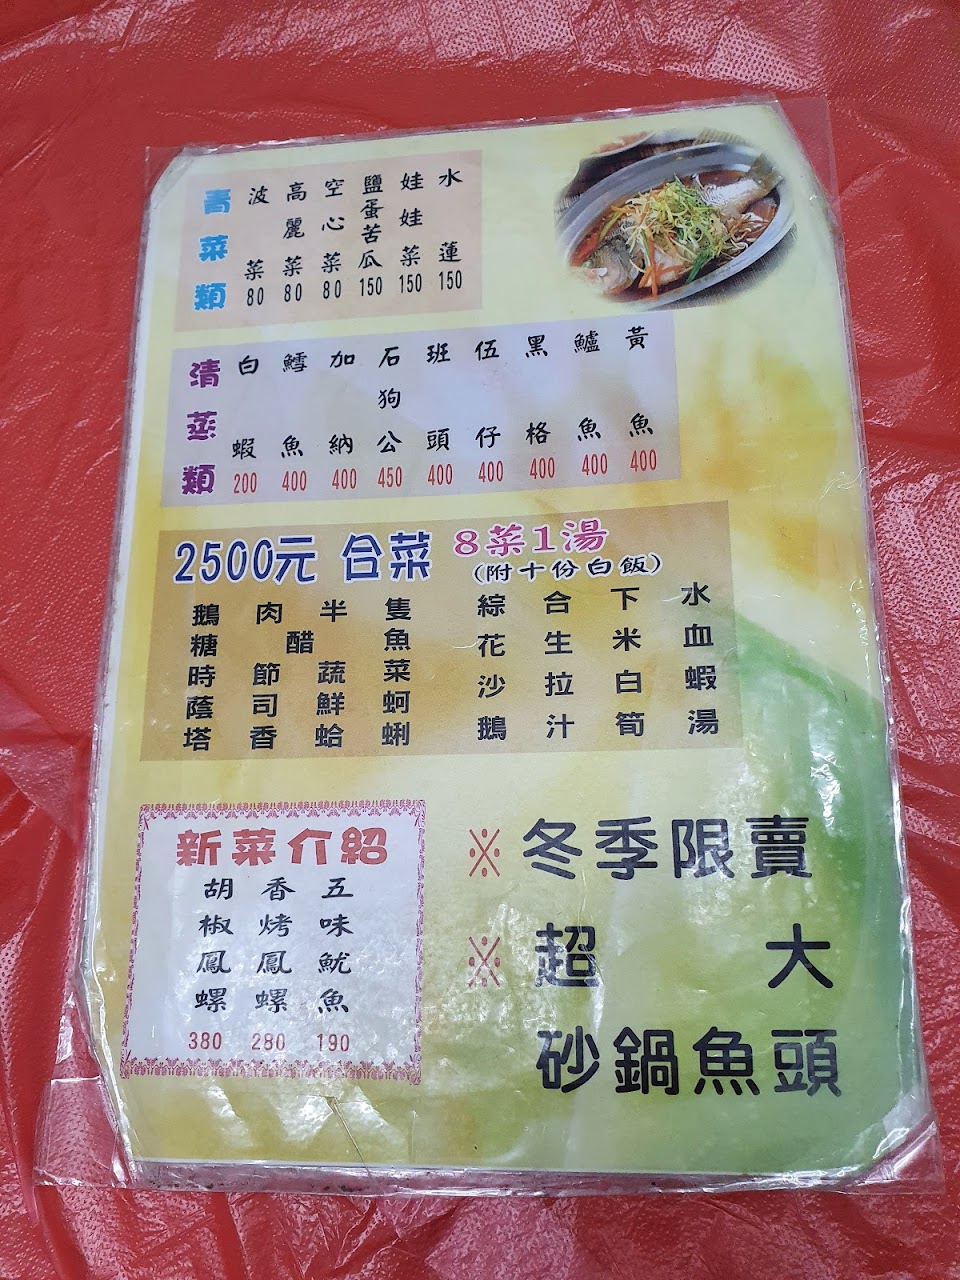 青菜類
波菜 80
高麗菜 80
空心菜 80
鹽蛋苦瓜 150
娃娃菜 150
水蓮 150
清蒸類
白蝦 200
鱈魚 400
加納 400
石狗公 450
班頭 400
伍仔 400
黑格 400
鱸魚 400
黃魚 400
2500元 合菜 8菜1湯
(附十份白飯)
鵝肉半隻
糖醋魚
時節蔬菜
蔭司鮮蚵
塔香蛤蜊
綜合下水
花生米血
沙拉白蝦
鵝汁筍湯
新菜介紹
胡椒鳳螺 380
香烤鳳螺 280
五味魷魚 190
※冬季限賣
※超大
砂鍋魚頭